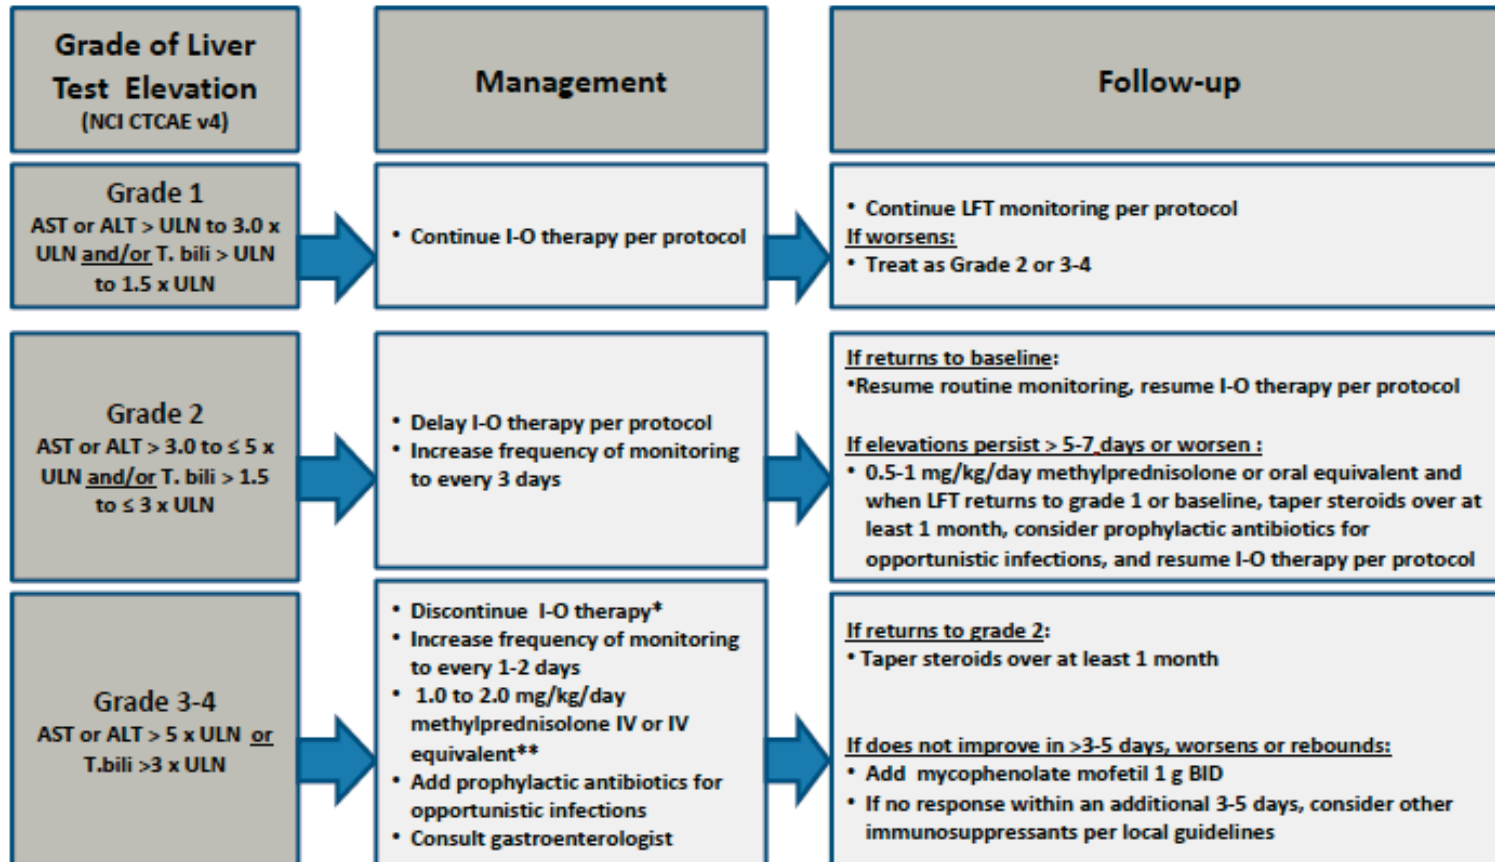 Grade of Liver
Test Elevation
(NCI CTCAE v4)
Management
Follow-up
Grade 1
AST or ALT > ULN to 3.0 x
ULN and/or T. bili > ULN
to 1.5 x ULN
• Continue I-O therapy per protocol
• Continue LFT monitoring per protocol
If worsens:
• Treat as Grade 2 or 3-4
Grade 2
AST or ALT > 3.0 to ≤ 5 x
ULN and/or T. bili > 1.5
to ≤ 3 x ULN
• Delay I-O therapy per protocol
• Increase frequency of monitoring
to every 3 days
If returns to baseline:
•Resume routine monitoring, resume I-O therapy per protocol
If elevations persist > 5-7 days or worsen :
• 0.5-1 mg/kg/day methylprednisolone or oral equivalent and
when LFT returns to grade 1 or baseline, taper steroids over at
least 1 month, consider prophylactic antibiotics for
opportunistic infections, and resume I-O therapy per protocol
Grade 3-4
AST or ALT > 5 x ULN or
T.bili >3 x ULN
• Discontinue I-O therapy*
• Increase frequency of monitoring
to every 1-2 days
• 1.0 to 2.0 mg/kg/day
methylprednisolone IV or IV
equivalent**
• Add prophylactic antibiotics for
opportunistic infections
• Consult gastroenterologist
If returns to grade 2:
• Taper steroids over at least 1 month
If does not improve in >3-5 days, worsens or rebounds:
• Add mycophenolate mofetil 1 g BID
• If no response within an additional 3-5 days, consider other
immunosuppressants per local guidelines